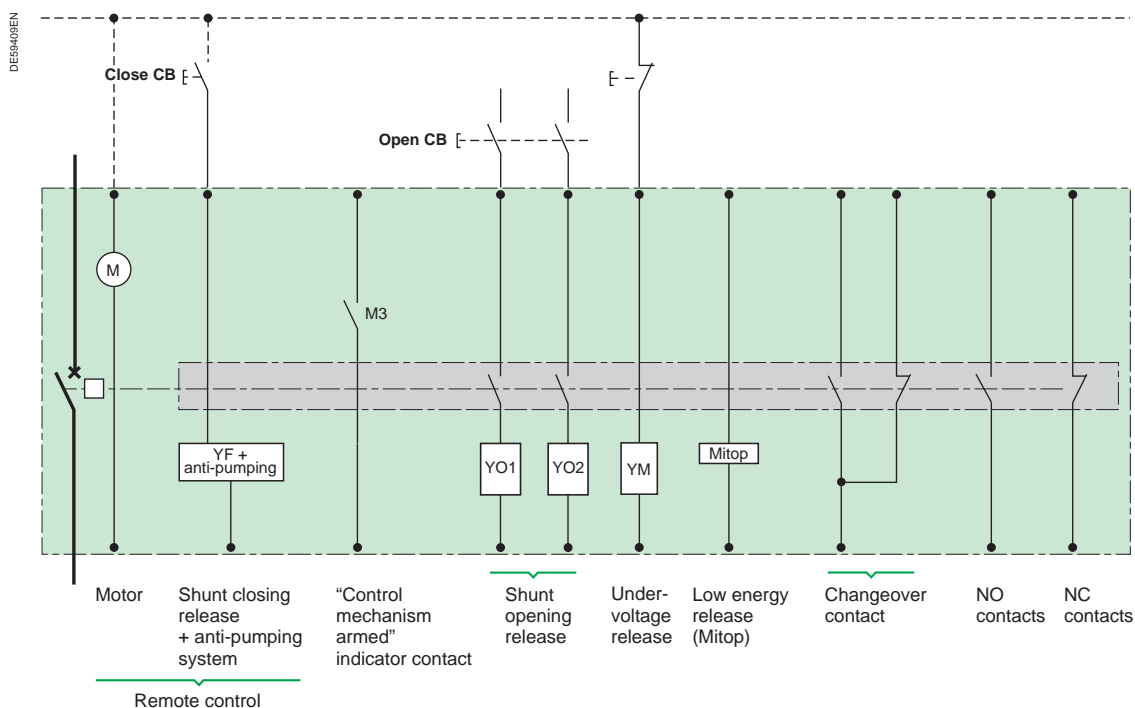 DE59409EN
Close CB
Open CB
M
M3
YF +
anti-pumping
YO1
YO2
YM
Mitop
Motor
Shunt closing
release
+ anti-pumping
system
“Control
mechanism
armed”
indicator contact
Shunt
opening
release
Under-
voltage
release
Low energy
release
(Mitop)
Changeover
contact
NO
contacts
NC
contacts
Remote control